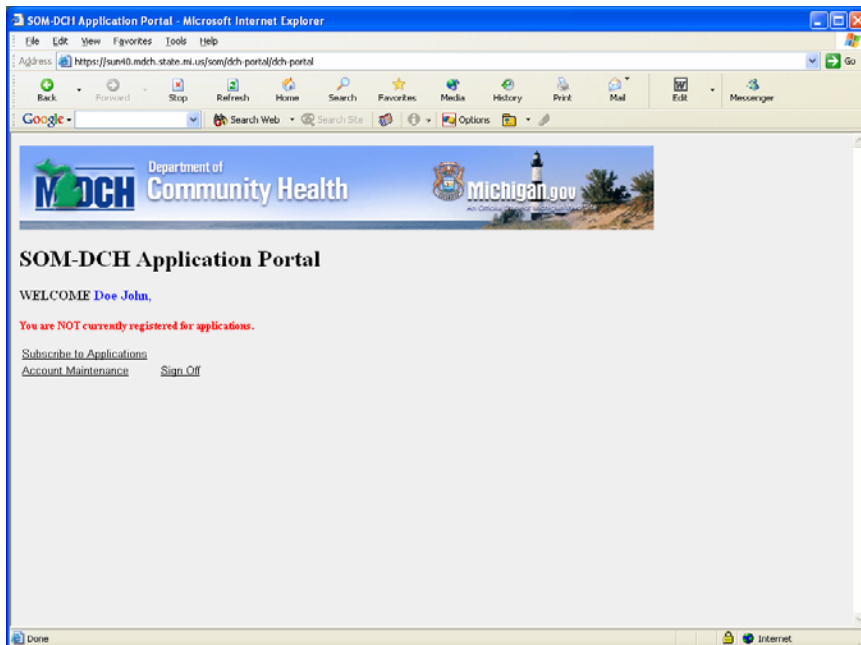 SOM-DCH Application Portal - Microsoft Internet Explorer
File Edit View Favorites Tools Help
Address https://sun40.mdch.state.mi.us/som/dch-portal/dch-portal Go
Back Forward Stop Refresh Home Search Favorites Media History Print Mail Edit Messenger
Google Search Web Search Site Options
MDCH Department of Community Health Michigan.gov
SOM-DCH Application Portal
WELCOME Doe John,
You are NOT currently registered for applications.
Subscribe to Applications
Account Maintenance Sign Off
Done Internet